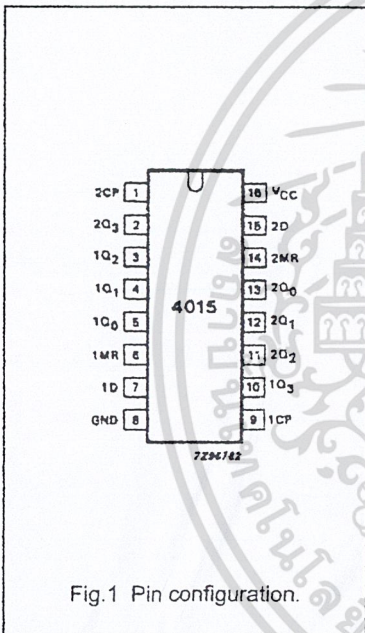 2CP 1 16 VCC
2Q3 2 15 2D
1Q2 3 14 2MR
1Q1 4 13 2Q0
1Q0 5 12 2Q1
1MR 6 11 2Q2
1D 7 10 1Q3
GND 8 9 1CP
4015
7Z96782
Fig.1 Pin configuration.